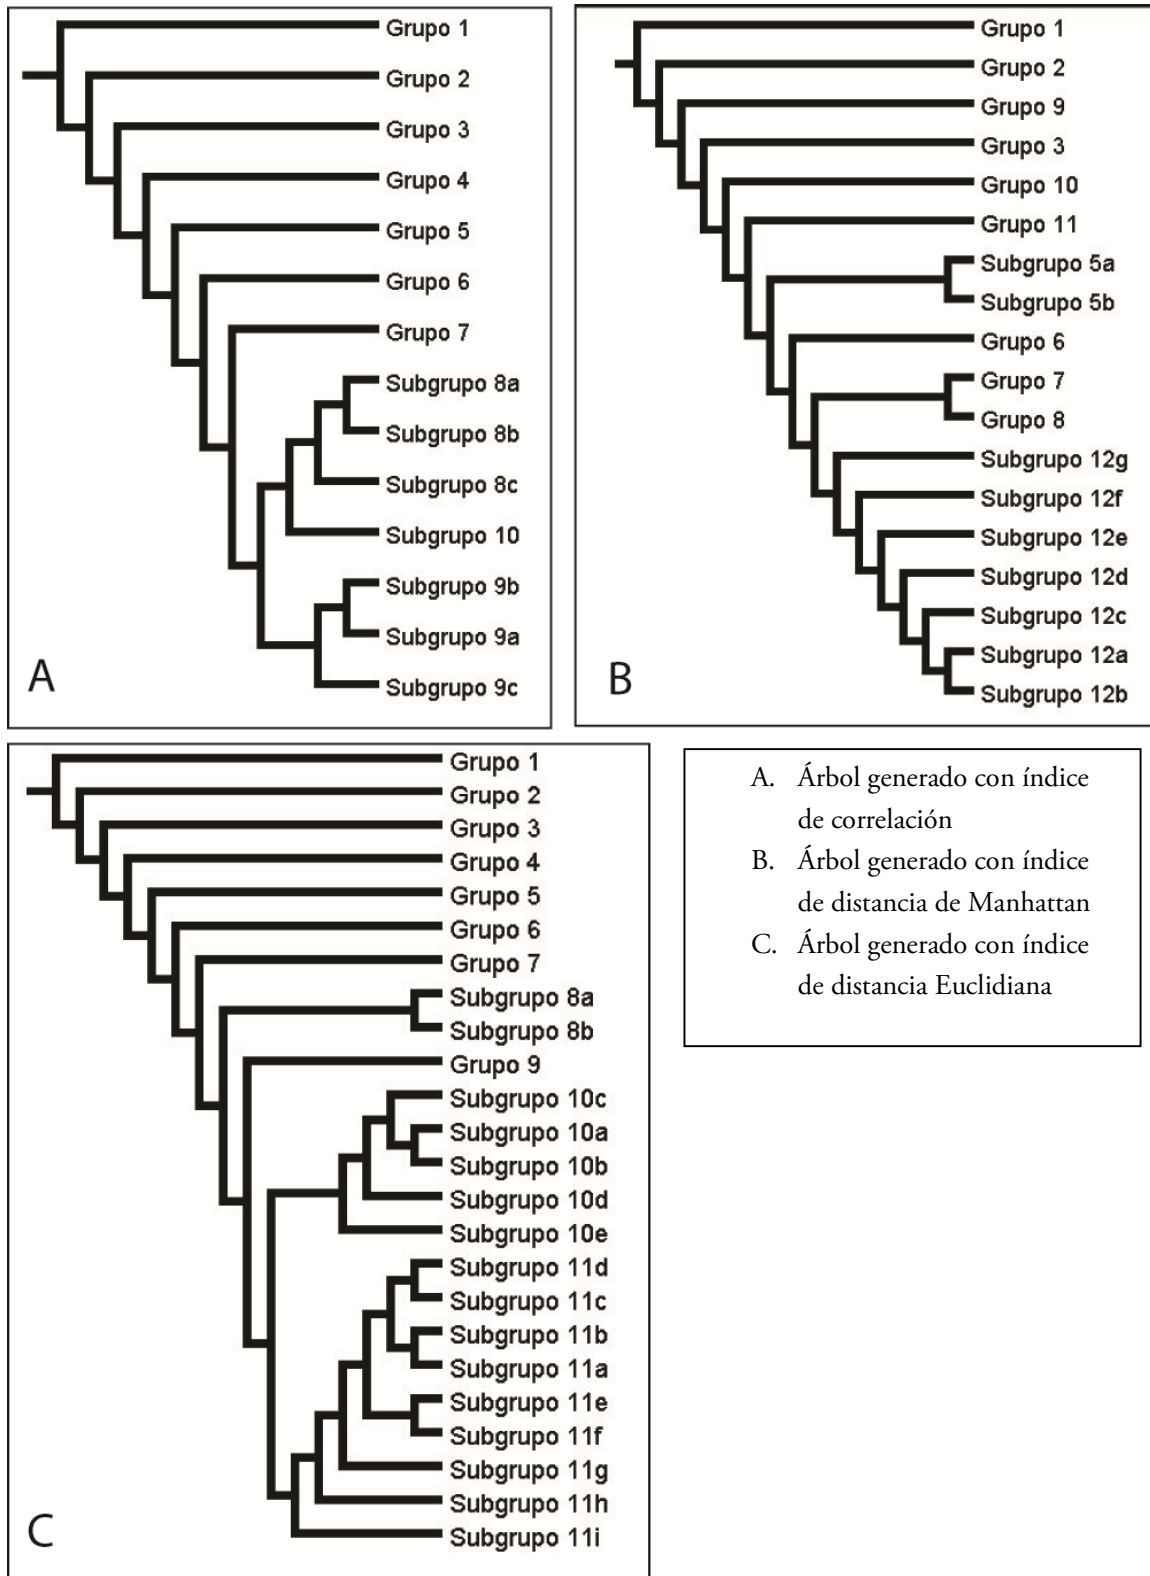 Grupo 1
Grupo 2
Grupo 3
Grupo 4
Grupo 5
Grupo 6
Grupo 7
Subgrupo 8a
Subgrupo 8b
Subgrupo 8c
Subgrupo 10
Subgrupo 9b
Subgrupo 9a
Subgrupo 9c
A
Grupo 1
Grupo 2
Grupo 9
Grupo 3
Grupo 10
Grupo 11
Subgrupo 5a
Subgrupo 5b
Grupo 6
Grupo 7
Grupo 8
Subgrupo 12g
Subgrupo 12f
Subgrupo 12e
Subgrupo 12d
Subgrupo 12c
Subgrupo 12a
Subgrupo 12b
B
Grupo 1
Grupo 2
Grupo 3
Grupo 4
Grupo 5
Grupo 6
Grupo 7
Subgrupo 8a
Subgrupo 8b
Grupo 9
Subgrupo 10c
Subgrupo 10a
Subgrupo 10b
Subgrupo 10d
Subgrupo 10e
Subgrupo 11d
Subgrupo 11c
Subgrupo 11b
Subgrupo 11a
Subgrupo 11e
Subgrupo 11f
Subgrupo 11g
Subgrupo 11h
Subgrupo 11i
C
A. Árbol generado con índice
de correlación
B. Árbol generado con índice
de distancia de Manhattan
C. Árbol generado con índice
de distancia Euclidiana